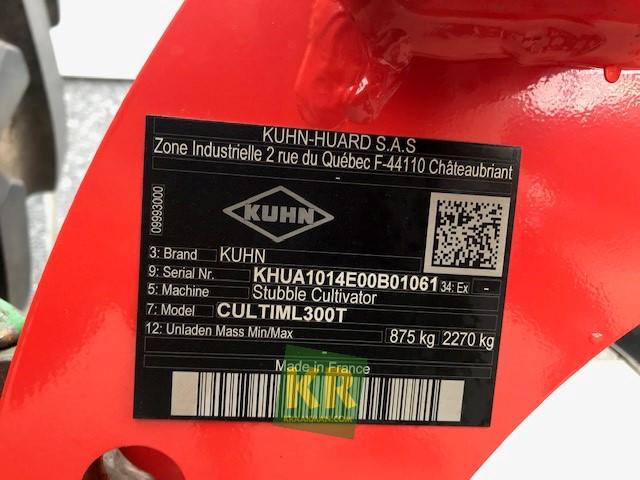 KUHN-HUARD S.A.S
Zone Industrielle 2 rue du Québec F-44110 Châteaubriant
-
09993000
KUHN
3: Brand KUHN
9: Serial Nr. KHUA1014E00B01061 34: Ex -
5: Machine Stubble Cultivator
7: Model CULTIML300T
12: Unladen Mass Min/Max 875 kg 2270 kg
-
Made in France
KR
KRAAKMAN.COM